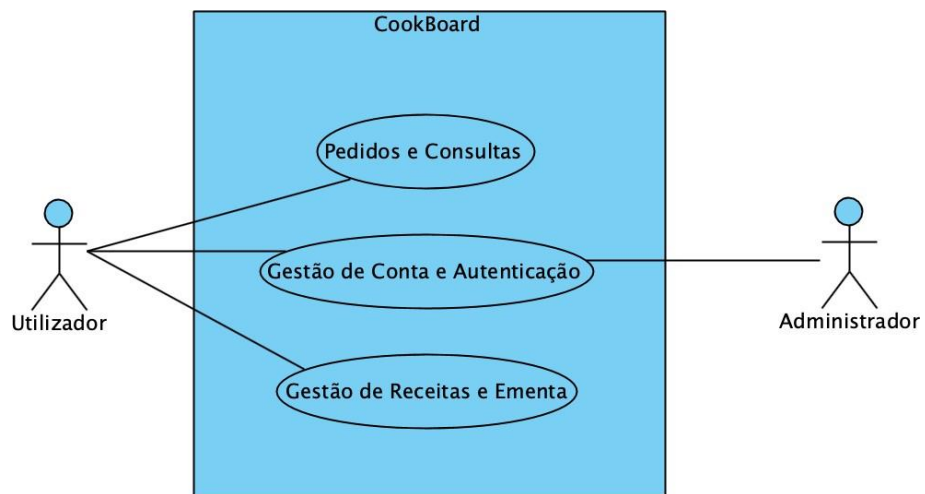 CookBoard
Pedidos e Consultas
Gestão de Conta e Autenticação
Utilizador
Administrador
Gestão de Receitas e Ementa